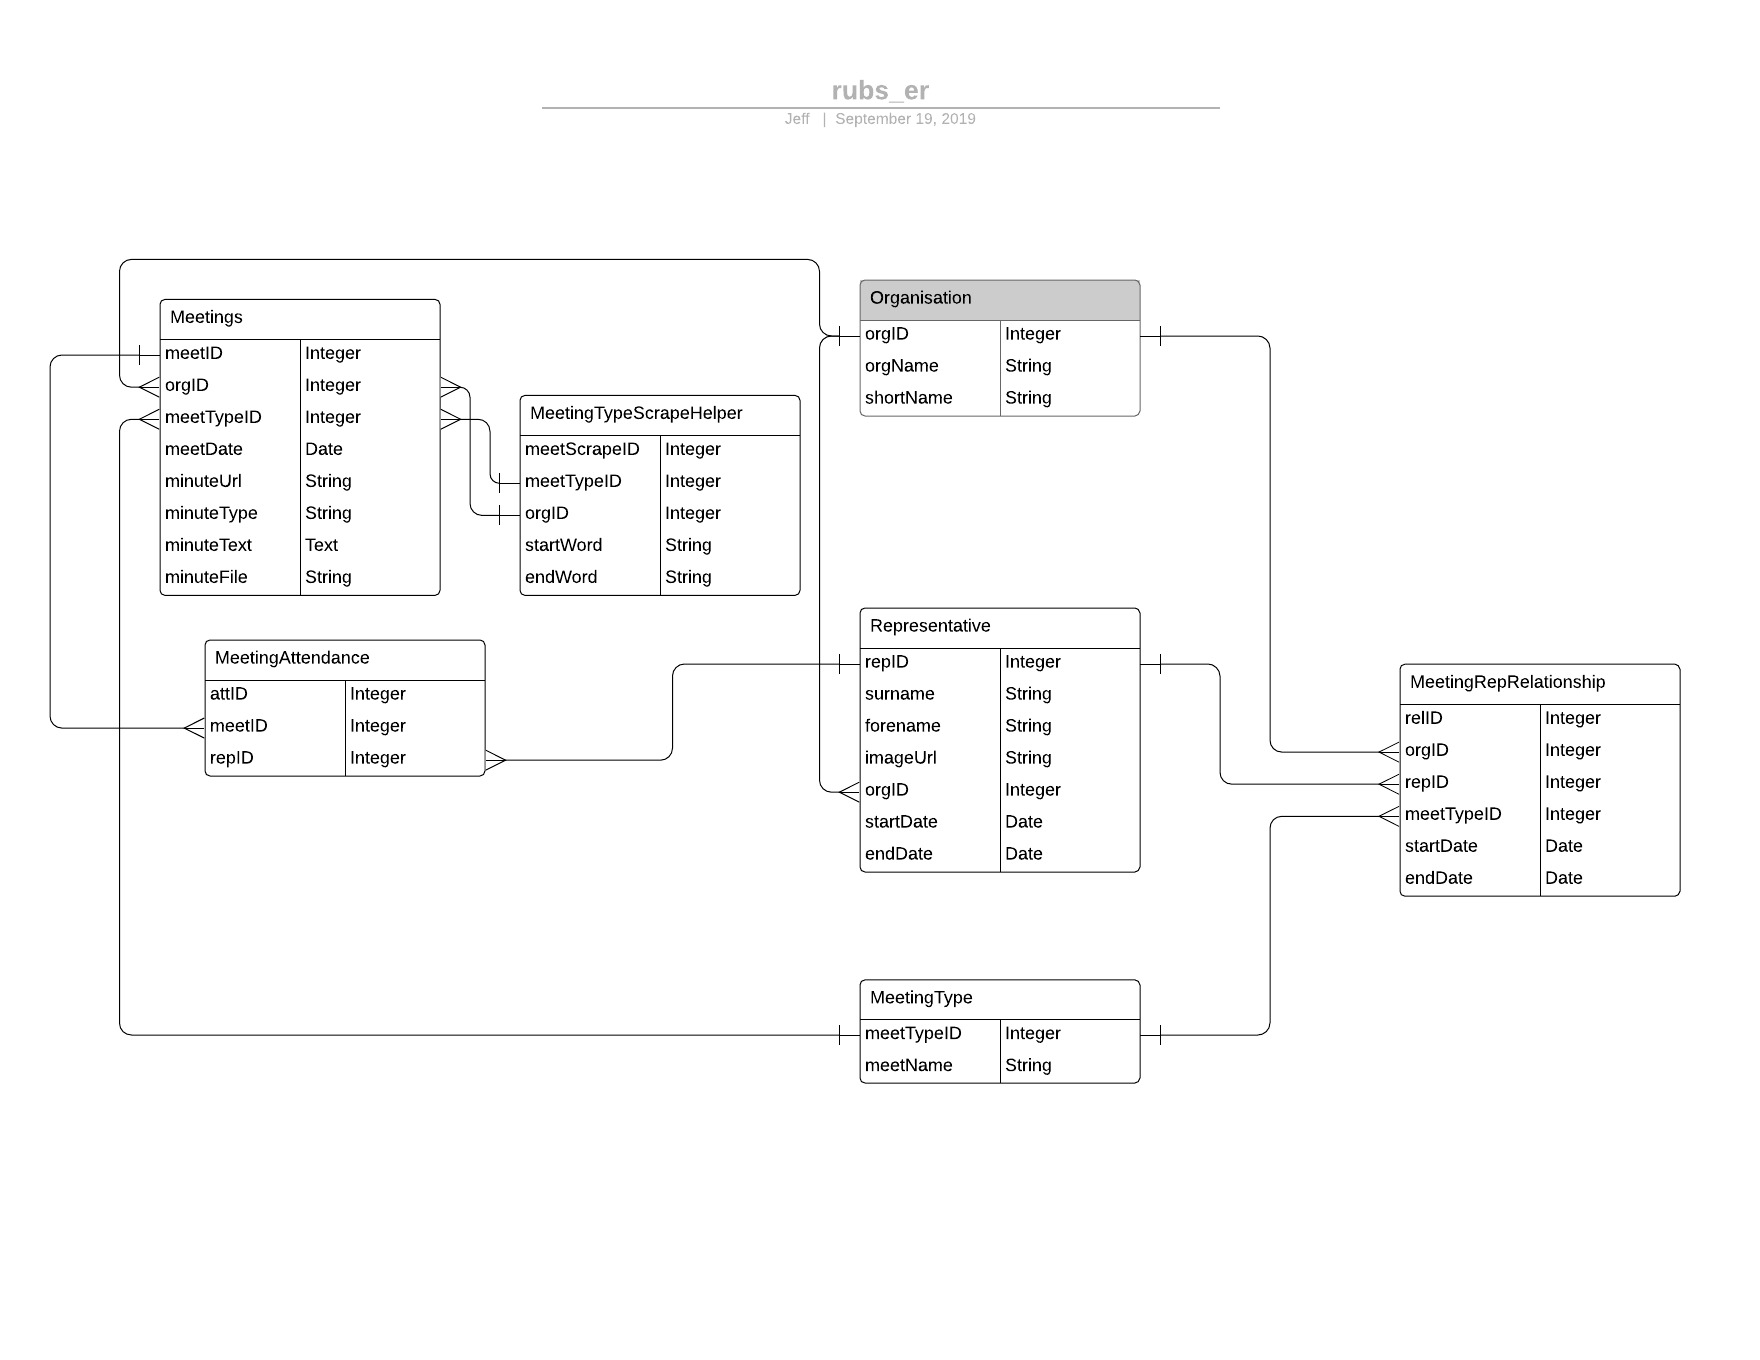 rubs_er
Jeff | September 19, 2019
Meetings
meetID Integer
orgID Integer
meetTypeID Integer
meetDate Date
minuteUrl String
minuteType String
minuteText Text
minuteFile String
MeetingTypeScrapeHelper
meetScrapeID Integer
meetTypeID Integer
orgID Integer
startWord String
endWord String
Organisation
orgID Integer
orgName String
shortName String
MeetingAttendance
attID Integer
meetID Integer
repID Integer
Representative
repID Integer
surname String
forename String
imageUrl String
orgID Integer
startDate Date
endDate Date
MeetingRepRelationship
relID Integer
orgID Integer
repID Integer
meetTypeID Integer
startDate Date
endDate Date
MeetingType
meetTypeID Integer
meetName String